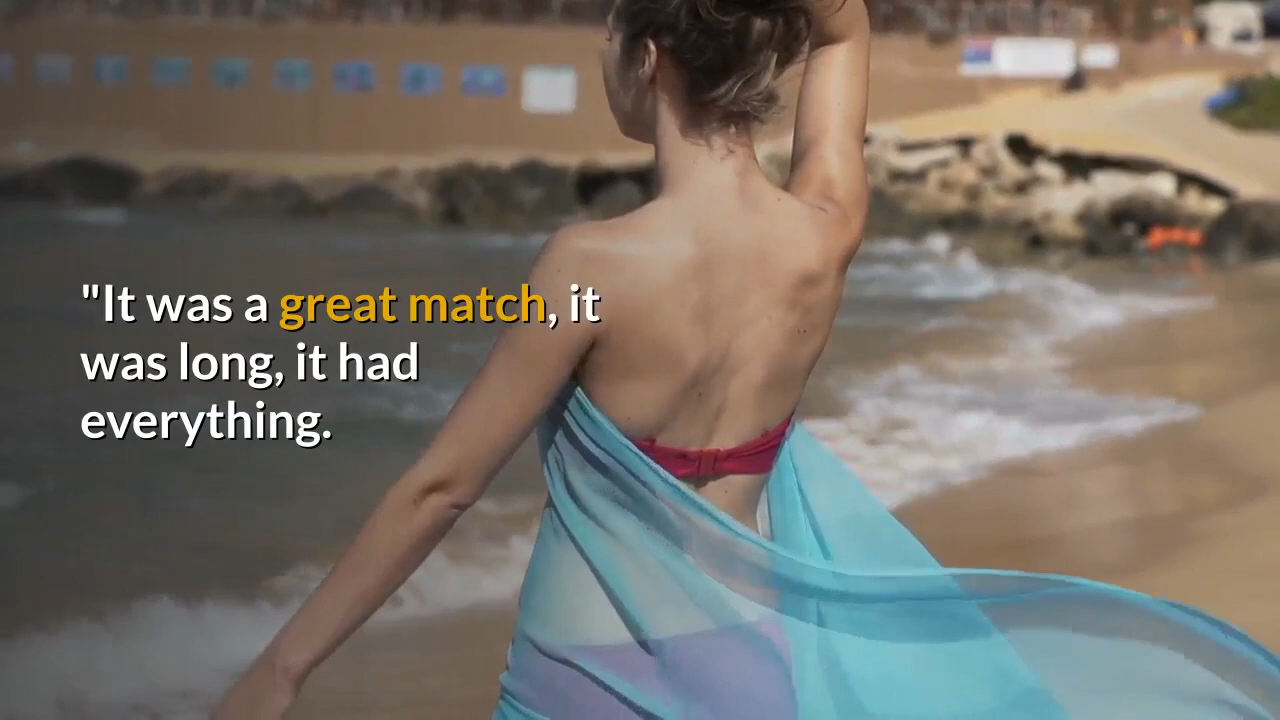 "It was a great match, it
was long, it had
everything.